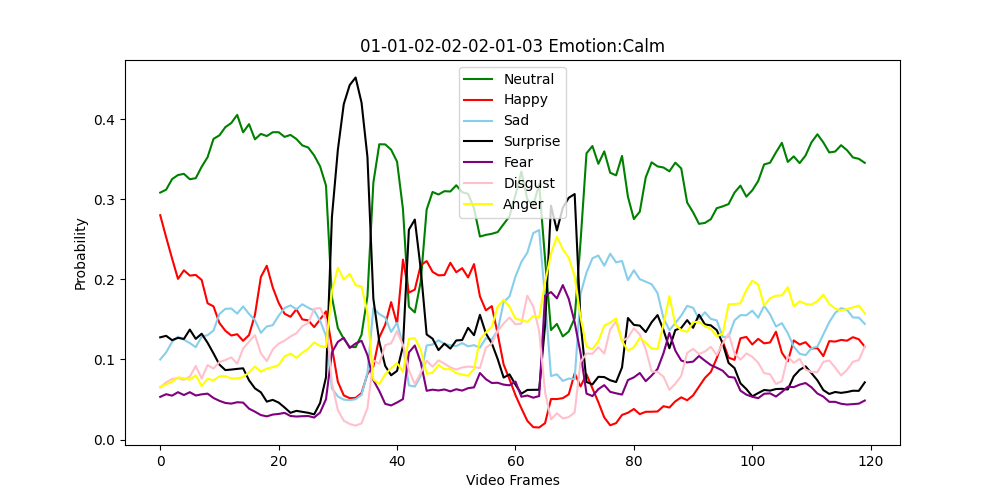 01-01-02-02-02-01-03 Emotion:Calm
Neutral
Happy
Sad
Surprise
Fear
Disgust
Anger
Probability
0.4
0.3
0.2
0.1
0.0
0 20 40 60 80 100 120
Video Frames